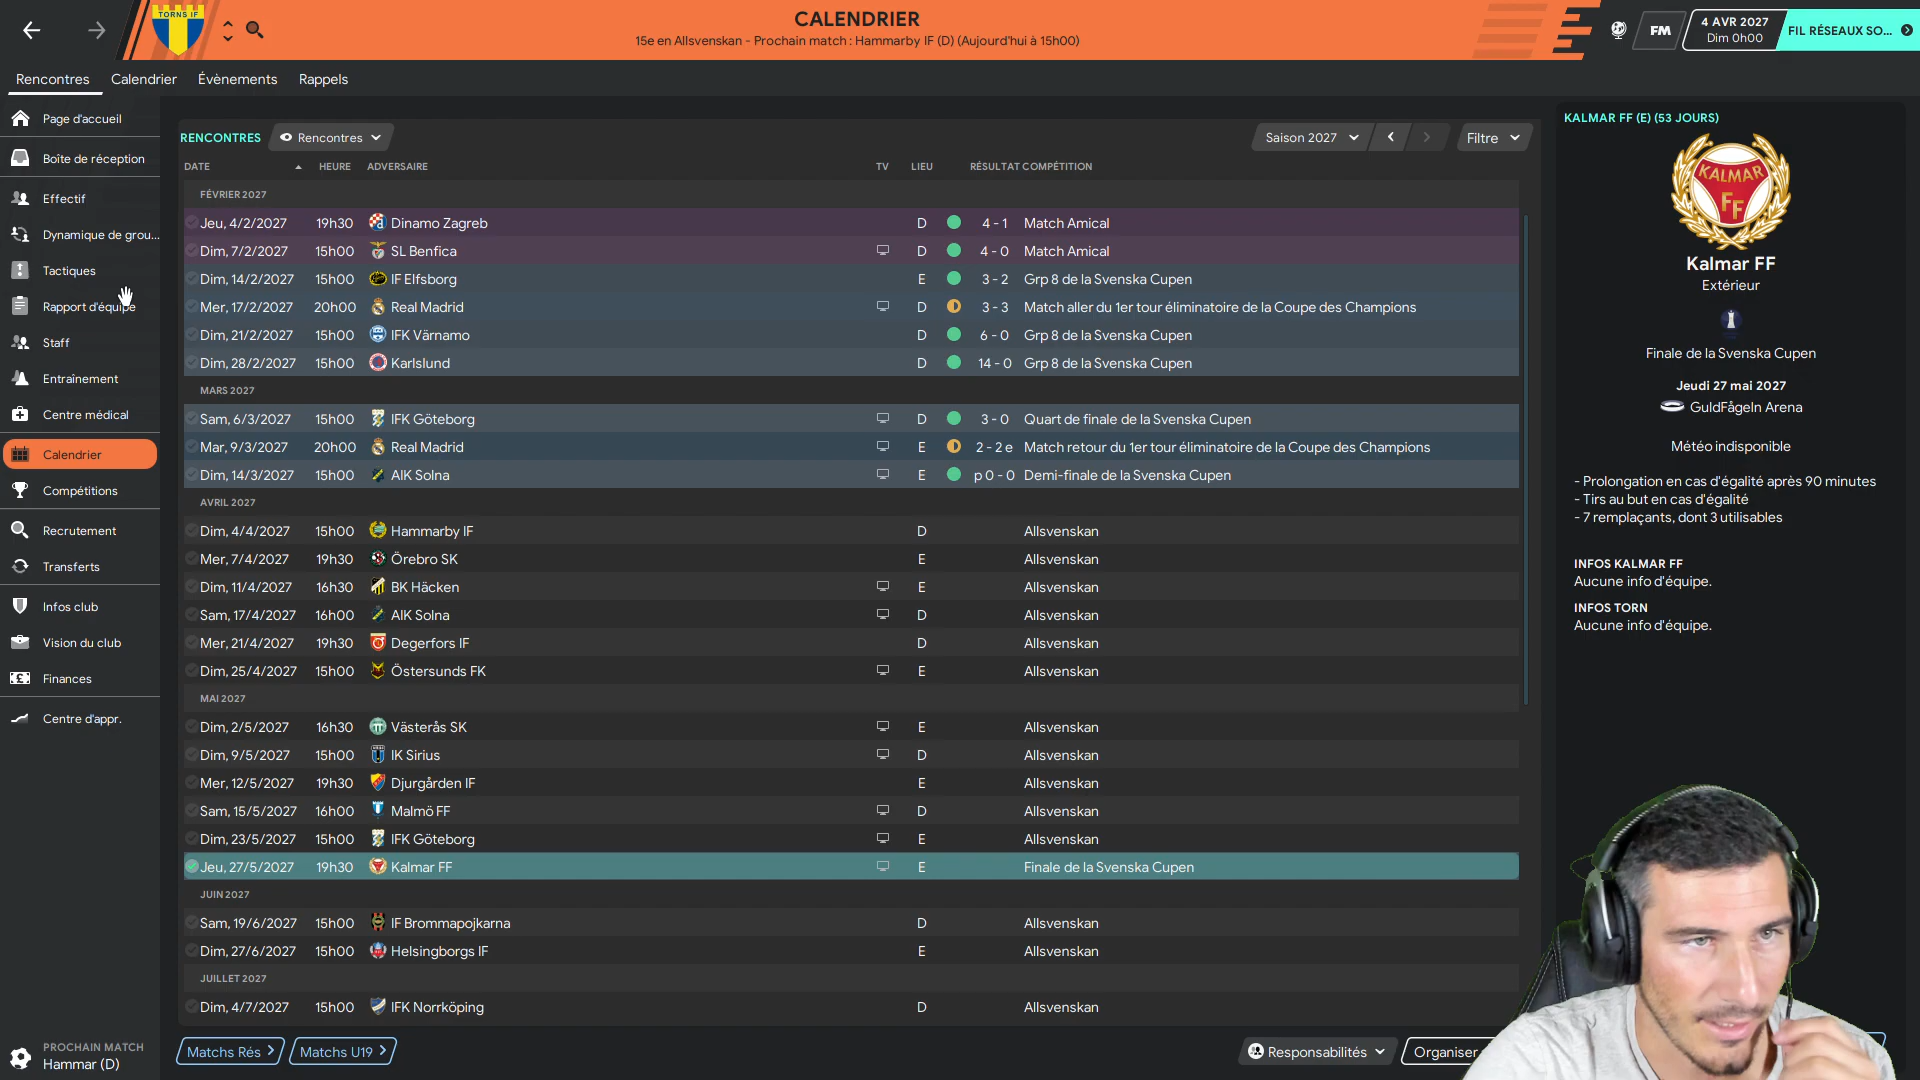 TORNS IF
CALENDRIER
15e en Allsvenskan - Prochain match : Hammarby IF (D) (Aujourd'hui à 15h00)
FM
4 AVR 2027
Dim 0h00
FIL RÉSEAUX SO...
Rencontres Calendrier Évènements Rappels
Page d'accueil
Boîte de réception
Effectif
Dynamique de grou...
Tactiques
Rapport d'équipe
Staff
Entraînement
Centre médical
Calendrier
Compétitions
Recrutement
Transferts
Infos club
Vision du club
Finances
Centre d'appr.
PROCHAIN MATCH
Hammar (D)
RENCONTRES Rencontres Saison 2027 Filtre
DATE HEURE ADVERSAIRE TV LIEU RÉSULTAT COMPÉTITION
FÉVRIER 2027
Jeu, 4/2/2027 19h30 Dinamo Zagreb D 4 - 1 Match Amical
Dim, 7/2/2027 15h00 SL Benfica D 4 - 0 Match Amical
Dim, 14/2/2027 15h00 IF Elfsborg E 3 - 2 Grp 8 de la Svenska Cupen
Mer, 17/2/2027 20h00 Real Madrid D 3 - 3 Match aller du 1er tour éliminatoire de la Coupe des Champions
Dim, 21/2/2027 15h00 IFK Värnamo D 6 - 0 Grp 8 de la Svenska Cupen
Dim, 28/2/2027 15h00 Karlslund D 14 - 0 Grp 8 de la Svenska Cupen
MARS 2027
Sam, 6/3/2027 15h00 IFK Göteborg D 3 - 0 Quart de finale de la Svenska Cupen
Mar, 9/3/2027 20h00 Real Madrid E 2 - 2 e Match retour du 1er tour éliminatoire de la Coupe des Champions
Dim, 14/3/2027 15h00 AIK Solna E p 0 - 0 Demi-finale de la Svenska Cupen
AVRIL 2027
Dim, 4/4/2027 15h00 Hammarby IF D Allsvenskan
Mer, 7/4/2027 19h30 Örebro SK E Allsvenskan
Dim, 11/4/2027 16h30 BK Häcken E Allsvenskan
Sam, 17/4/2027 16h00 AIK Solna D Allsvenskan
Mer, 21/4/2027 19h30 Degerfors IF D Allsvenskan
Dim, 25/4/2027 15h00 Östersunds FK E Allsvenskan
MAI 2027
Dim, 2/5/2027 16h30 Västerås SK E Allsvenskan
Dim, 9/5/2027 15h00 IK Sirius D Allsvenskan
Mer, 12/5/2027 19h30 Djurgården IF E Allsvenskan
Sam, 15/5/2027 16h00 Malmö FF D Allsvenskan
Dim, 23/5/2027 15h00 IFK Göteborg E Allsvenskan
Jeu, 27/5/2027 19h30 Kalmar FF E Finale de la Svenska Cupen
JUIN 2027
Sam, 19/6/2027 15h00 IF Brommapojkarna D Allsvenskan
Dim, 27/6/2027 15h00 Helsingborgs IF E Allsvenskan
JUILLET 2027
Dim, 4/7/2027 15h00 IFK Norrköping D Allsvenskan
Matchs Rés Matchs U19 Responsabilités Organiser
KALMAR FF (E) (53 JOURS)
KALMAR
FF
Kalmar FF
Extérieur
Finale de la Svenska Cupen
Jeudi 27 mai 2027
GuldFågeln Arena
Météo indisponible
- Prolongation en cas d'égalité après 90 minutes
- Tirs au but en cas d'égalité
- 7 remplaçants, dont 3 utilisables
INFOS KALMAR FF
Aucune info d'équipe.
INFOS TORN
Aucune info d'équipe.